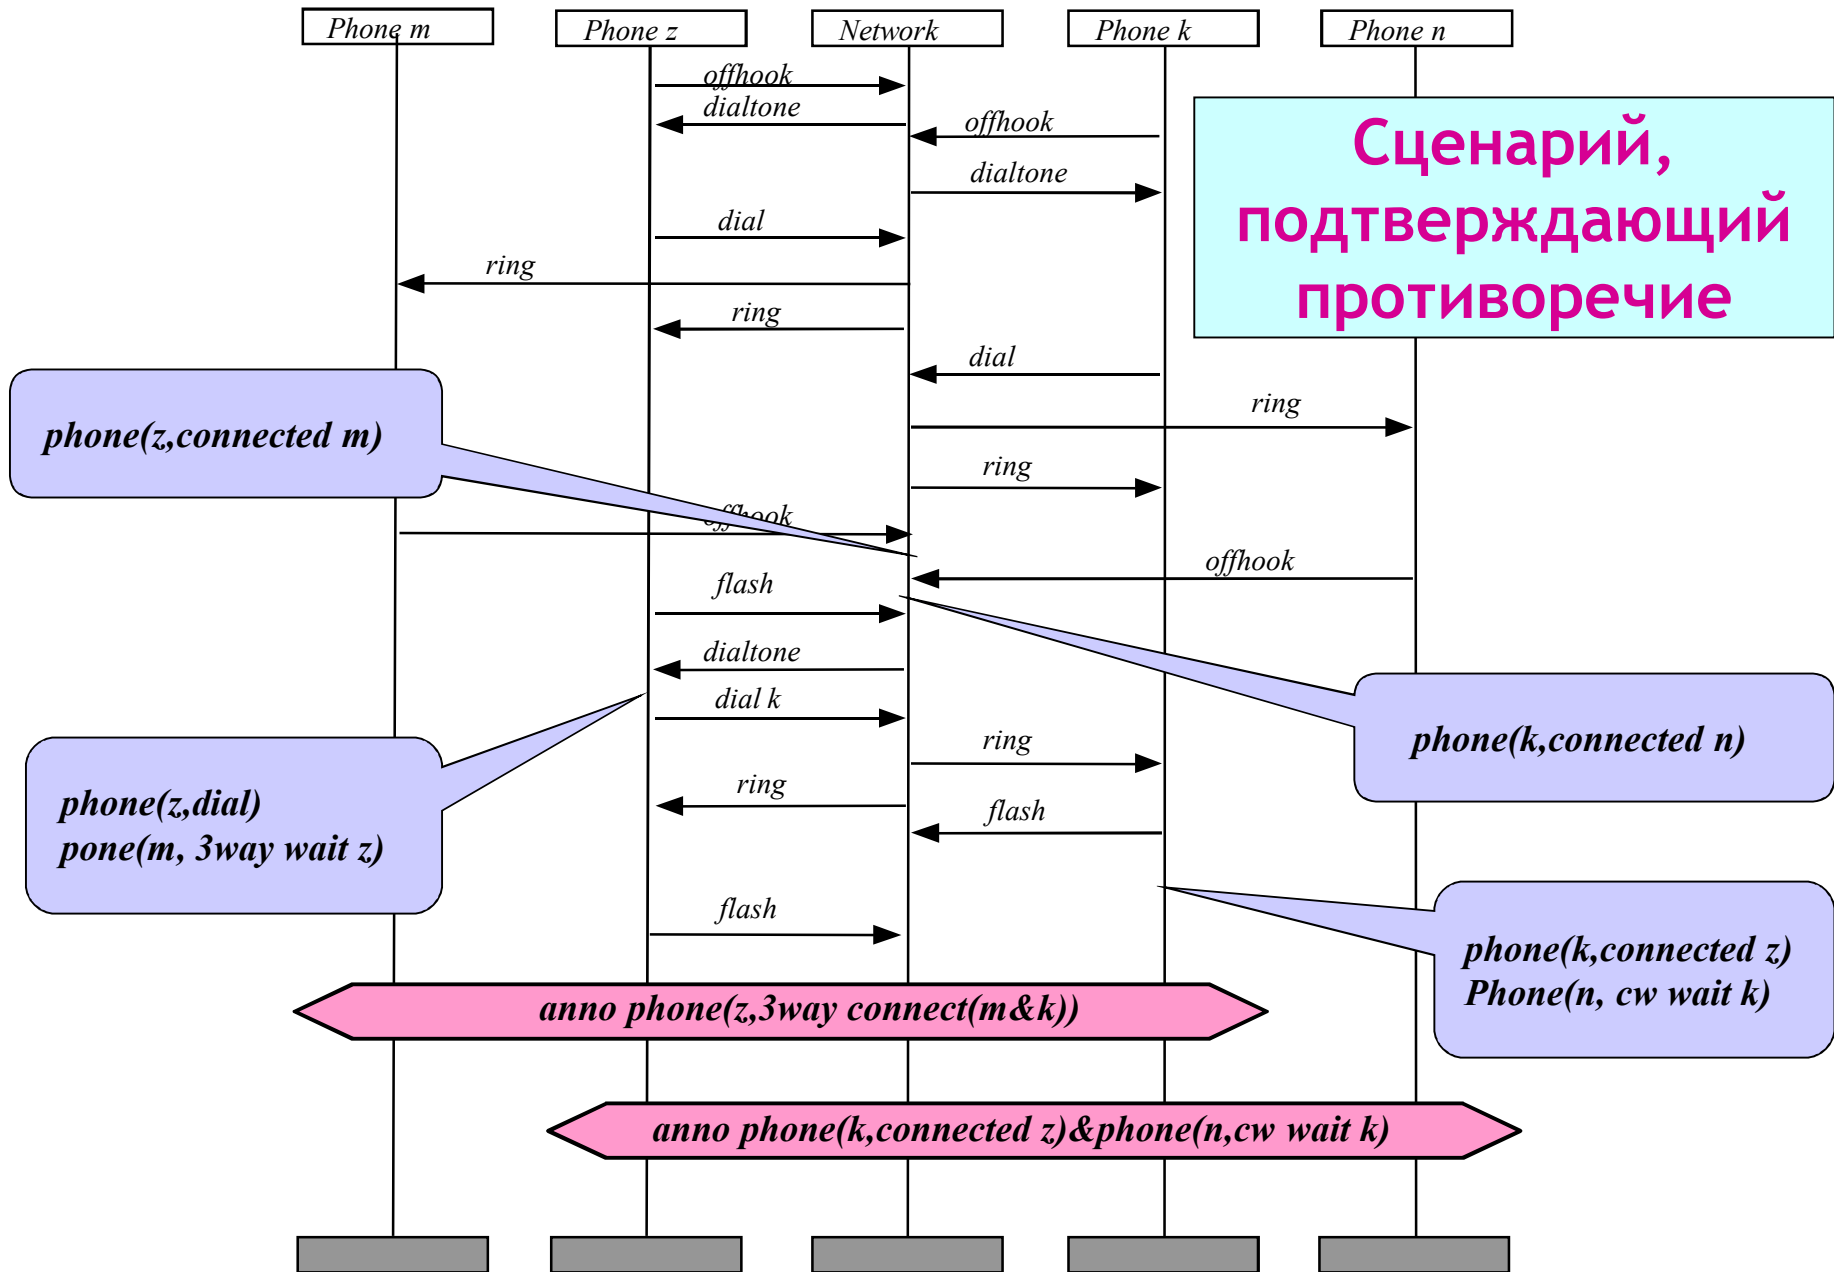 Phone m
Phone z
Network
Phone k
Phone n
offhook
dialtone
offhook
Сценарий,
подтверждающий
противоречие
dialtone
dial
ring
ring
dial
ring
phone(z,connected m)
ring
offhook
offhook
flash
dialtone
dial k
phone(k,connected n)
ring
ring
phone(z,dial)
pone(m, 3way wait z)
flash
flash
phone(k,connected z)
Phone(n, cw wait k)
anno phone(z,3way connect(m&k))
anno phone(k,connected z)&phone(n,cw wait k)